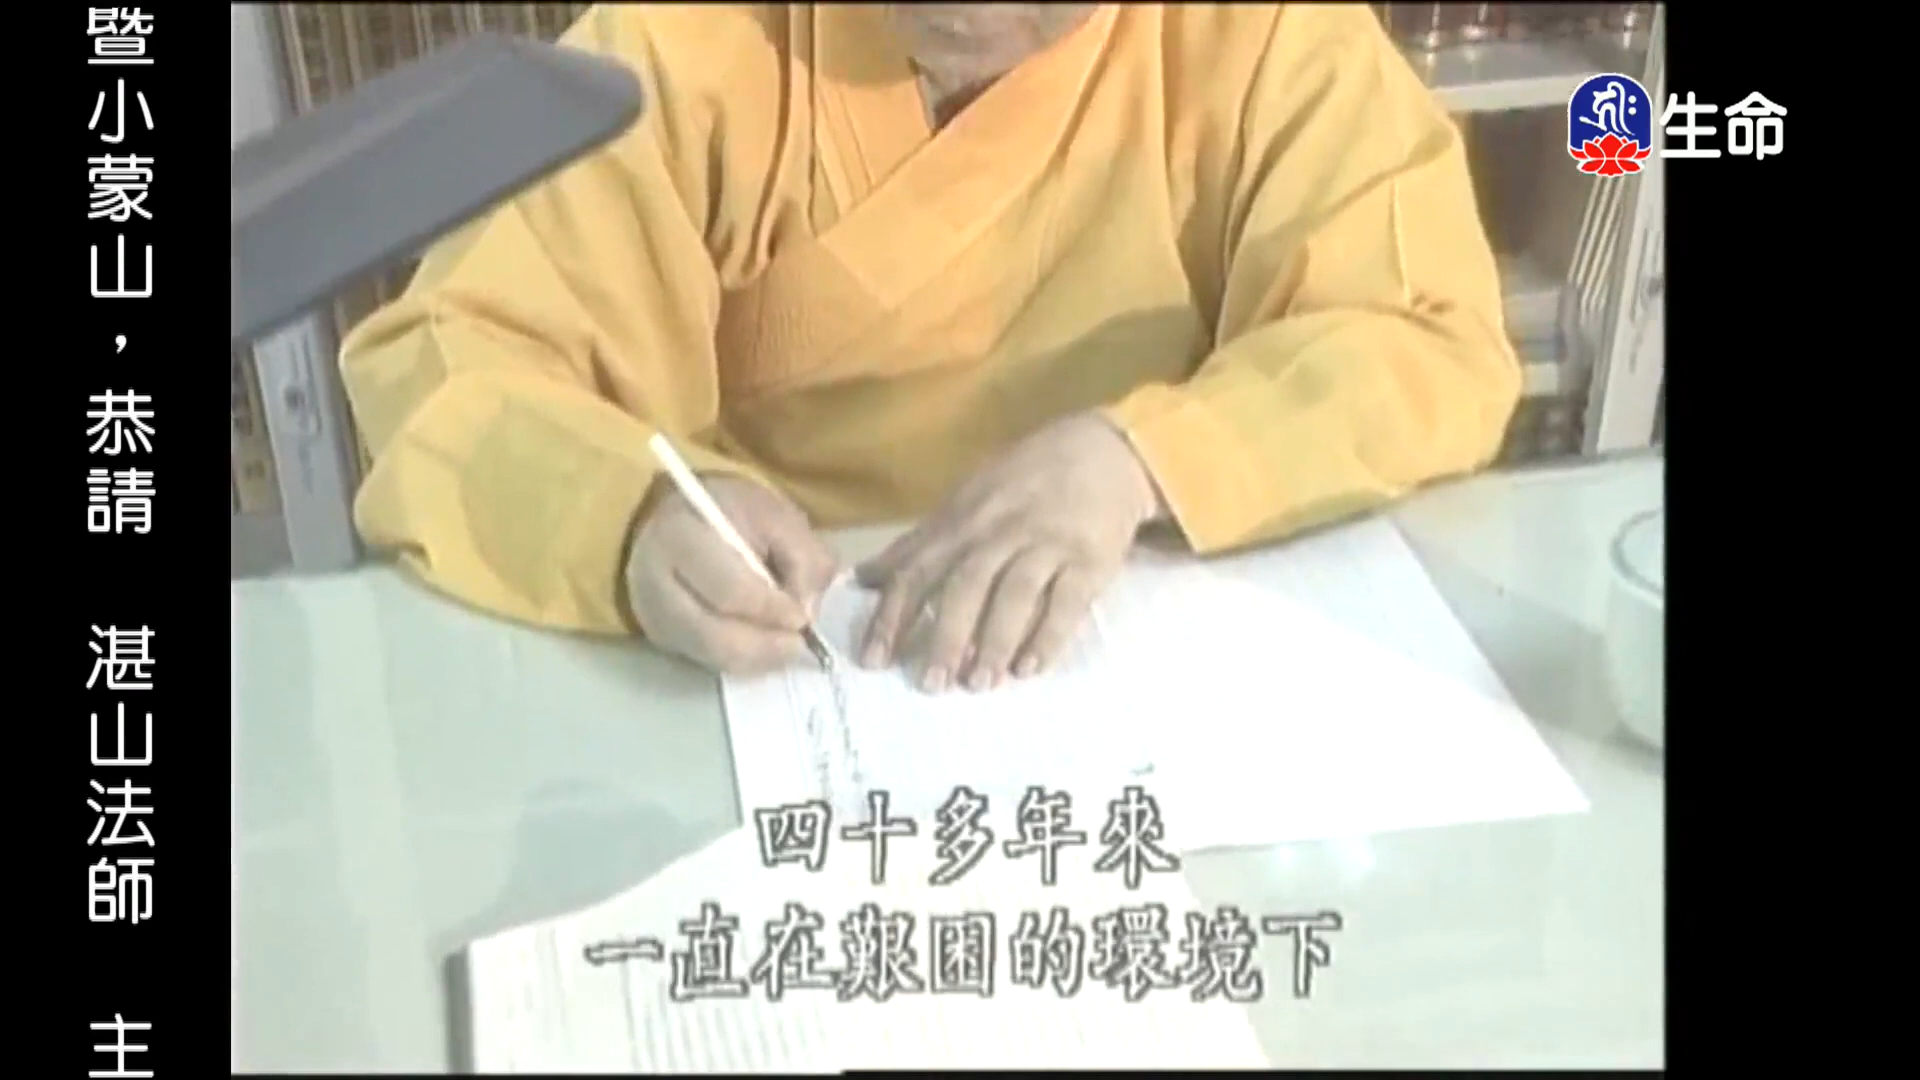 暨小蒙山，恭請　湛山法師　主
生命
四十多年來
一直在艱困的環境下